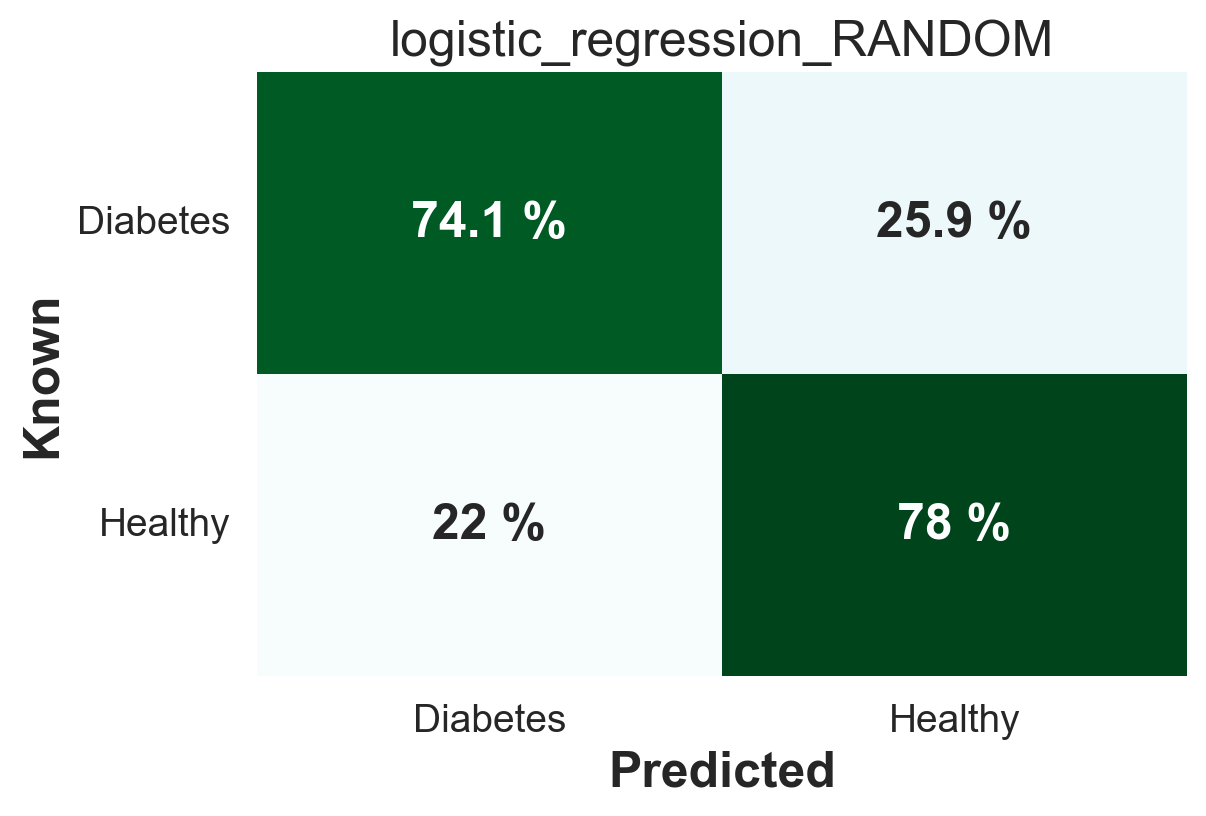 logistic_regression_RANDOM
Diabetes
74.1 %
25.9 %
Known
Healthy
22 %
78 %
Diabetes
Healthy
Predicted